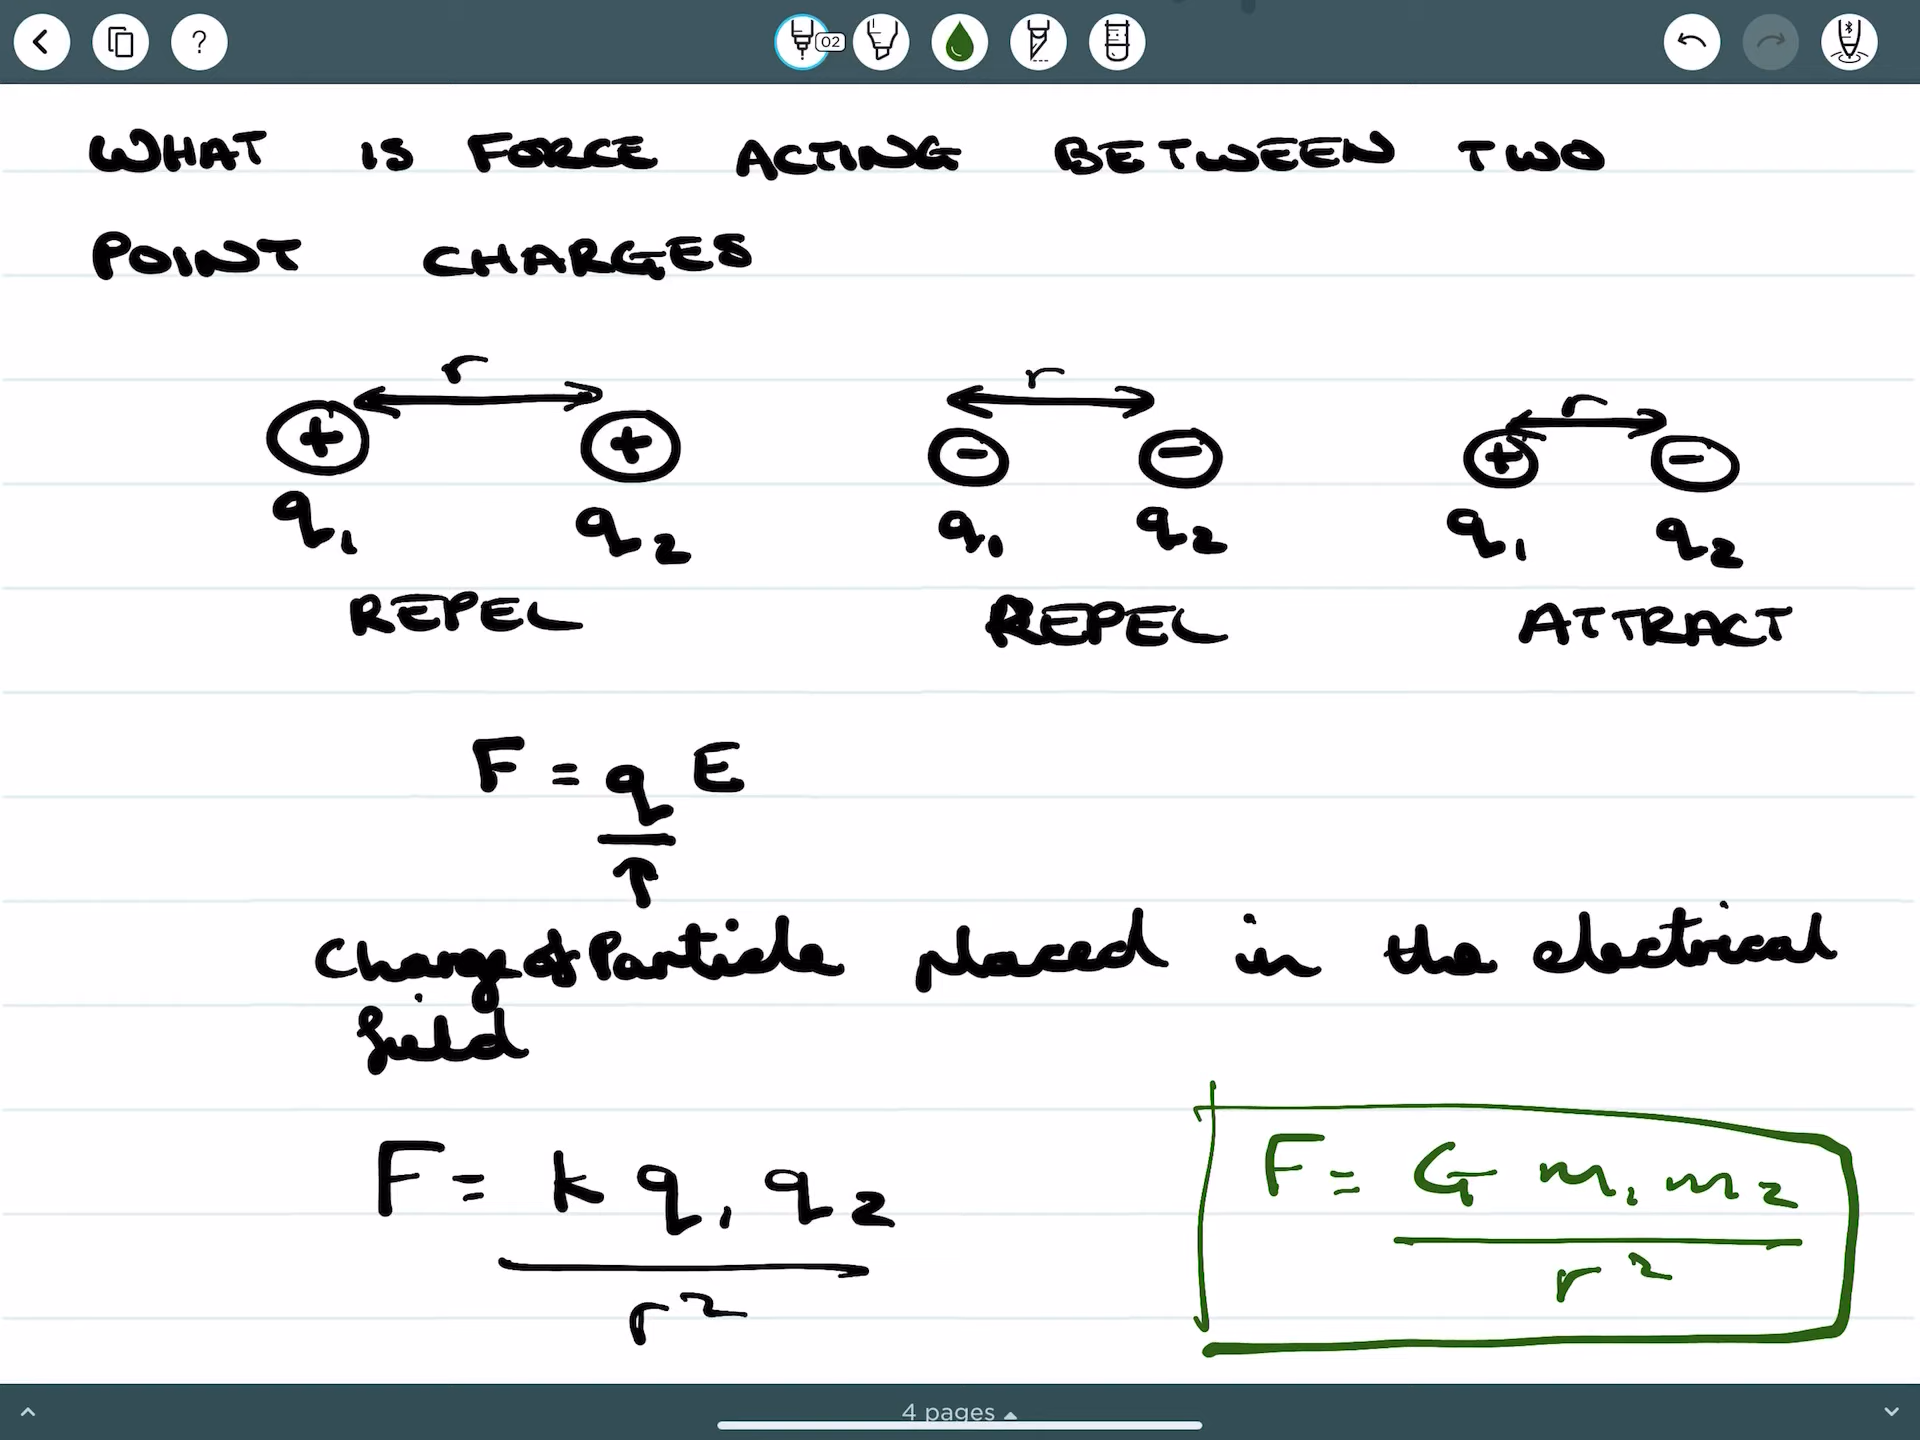 ?
02
WHAT IS FORCE ACTING BETWEEN TWO
POINT CHARGES
r r r
+ + - - + -
q1 q2 q1 q2 q1 q2
REPEL REPEL ATTRACT
F = q E
Charge of Particle placed in the electrical
field
F = k q1 q2
r²
F = G m1 m2
r²
4 pages